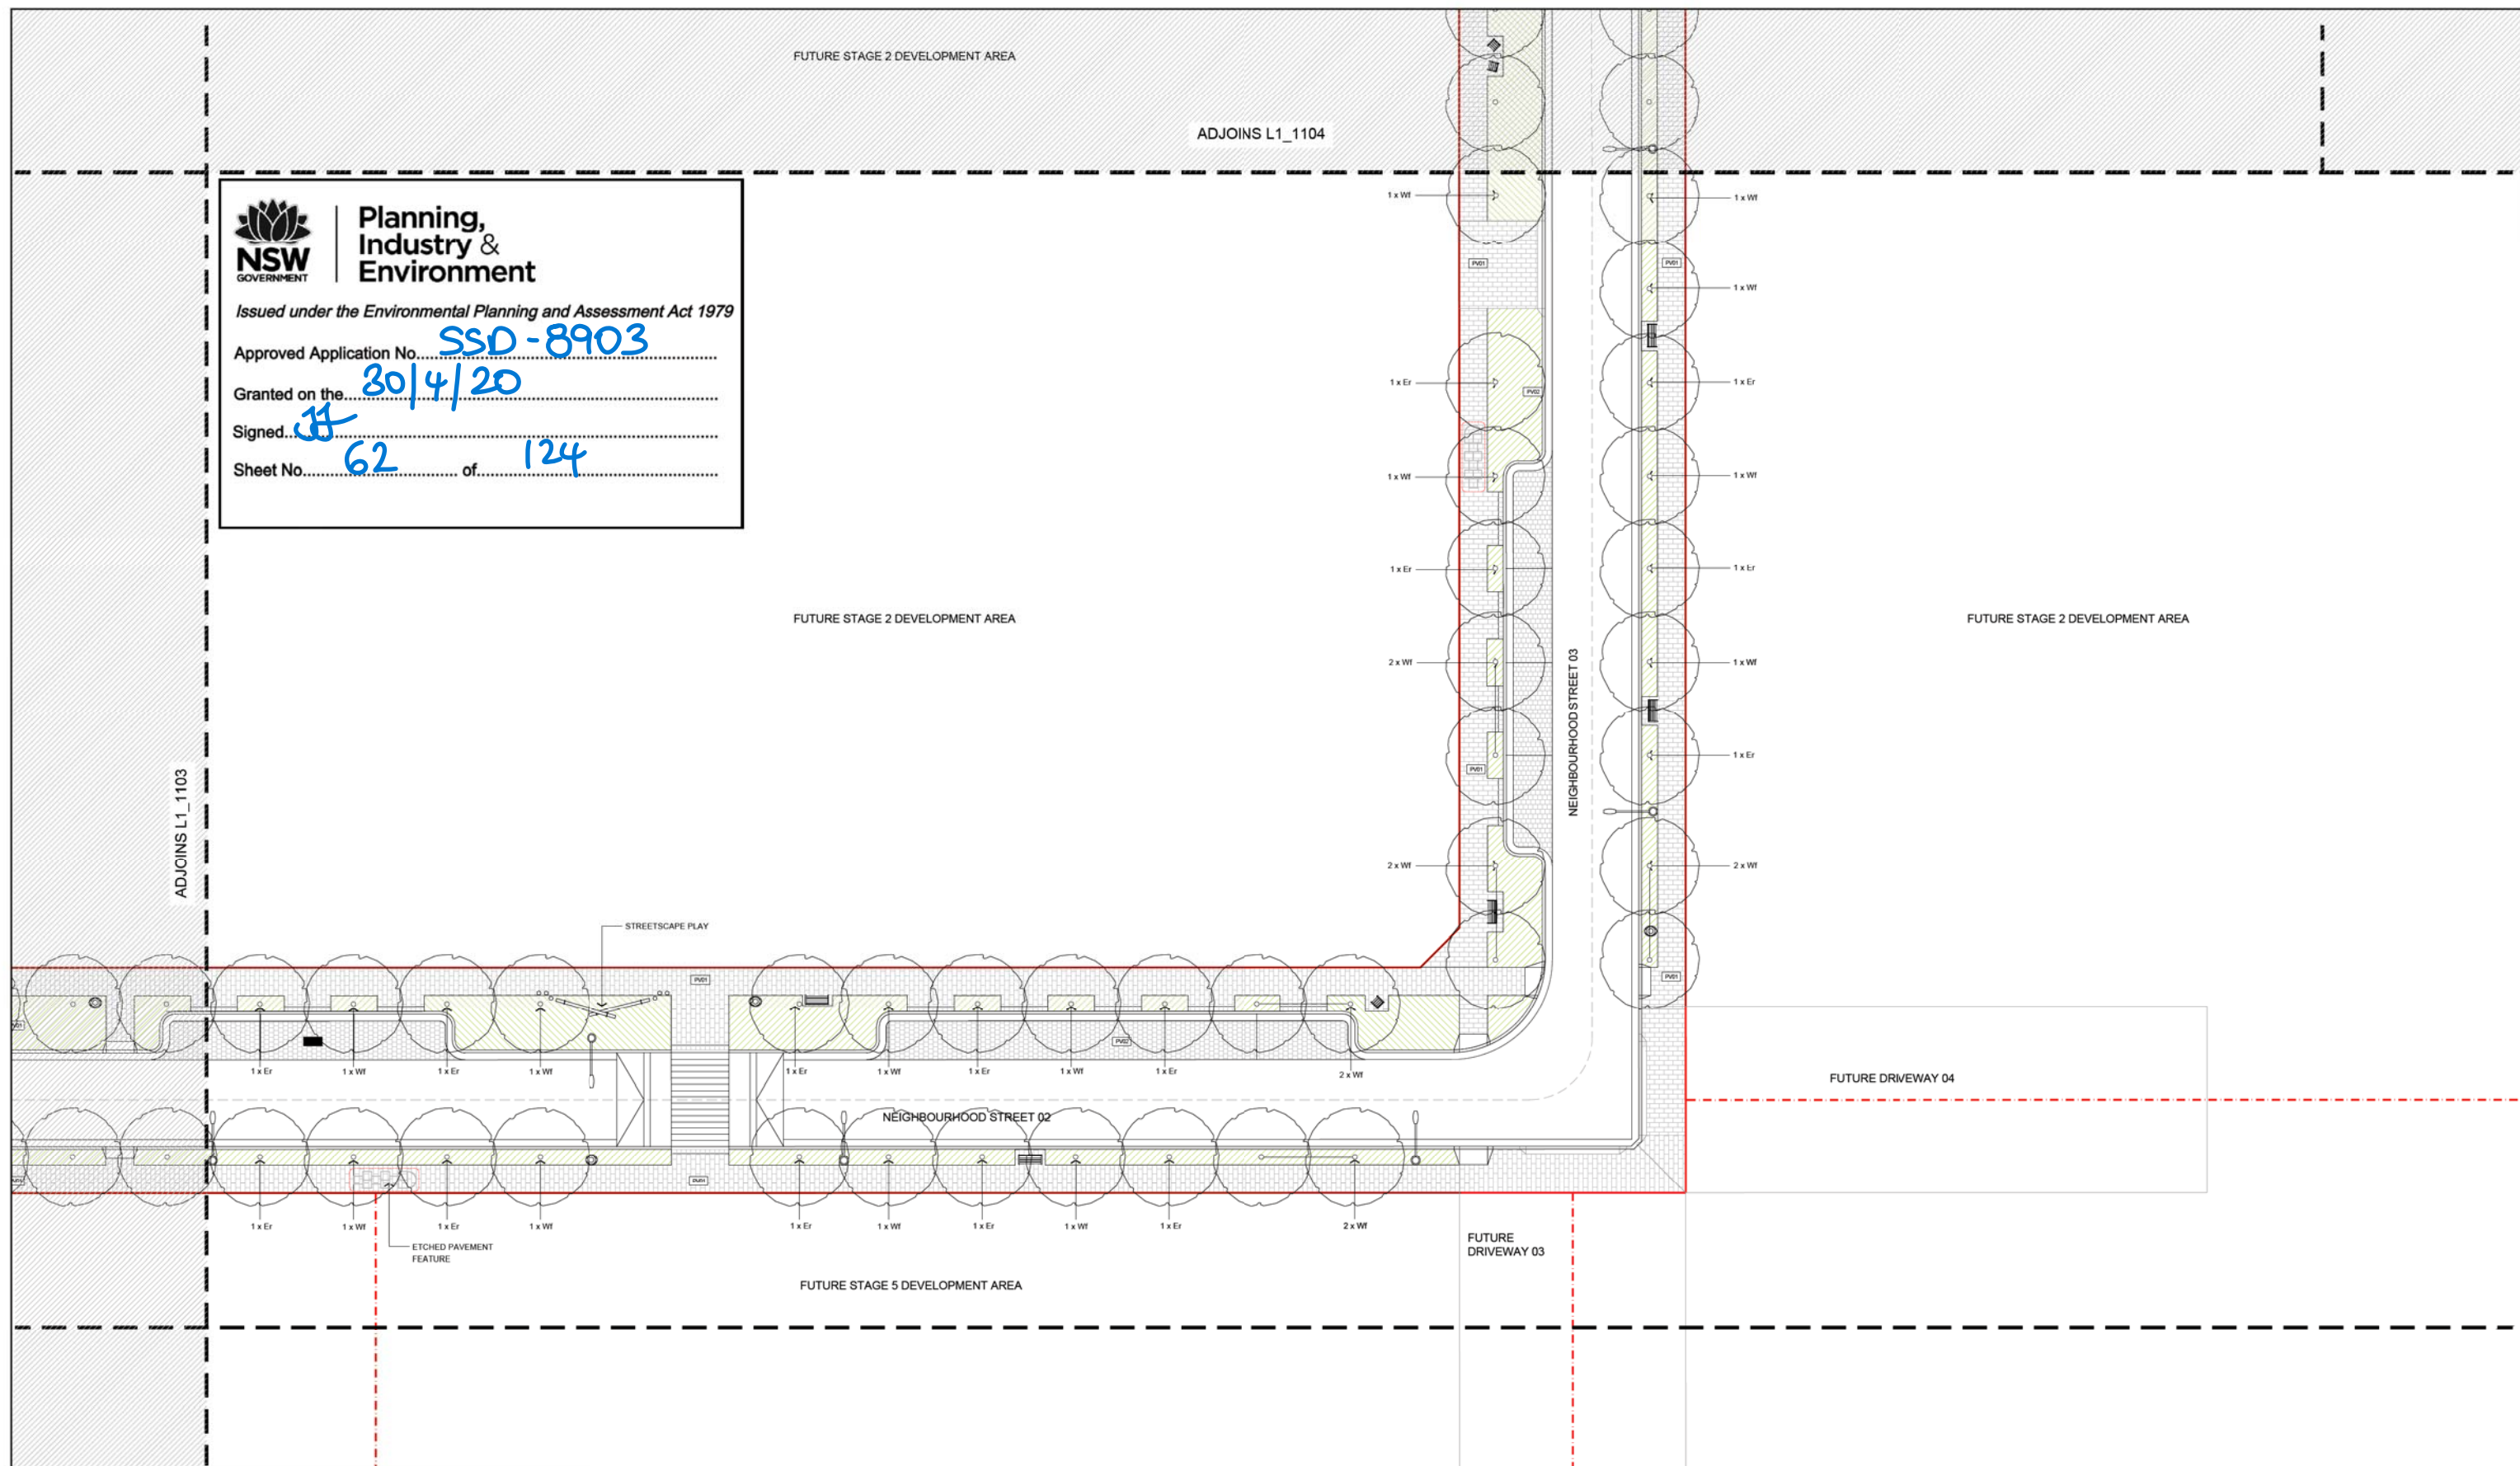 FUTURE STAGE 2 DEVELOPMENT AREA
ADJOINS L1_1104
NSW
GOVERNMENT
Planning,
Industry &
Environment
Issued under the Environmental Planning and Assessment Act 1979
Approved Application No. SSD-8903
Granted on the 30/4/20
Signed
Sheet No. 62 of 124
1 x Wf
1 x Wf
PV01
PV01
1 x Wf
1 x Er
PV02
1 x Er
1 x Wf
1 x Wf
1 x Er
1 x Er
FUTURE STAGE 2 DEVELOPMENT AREA
FUTURE STAGE 2 DEVELOPMENT AREA
NEIGHBOURHOOD STREET 03
2 x Wf
1 x Wf
PV01
1 x Er
ADJOINS L1_1103
2 x Wf
2 x Wf
STREETSCAPE PLAY
PV01
PV01
PV02
1 x Er
1 x Wf
1 x Er
1 x Wf
1 x Er
1 x Wf
1 x Er
1 x Wf
1 x Er
2 x Wf
FUTURE DRIVEWAY 04
NEIGHBOURHOOD STREET 02
1 x Er
1 x Wf
1 x Er
1 x Wf
1 x Er
1 x Wf
1 x Er
1 x Wf
1 x Er
2 x Wf
ETCHED PAVEMENT
FEATURE
FUTURE
DRIVEWAY 03
FUTURE STAGE 5 DEVELOPMENT AREA